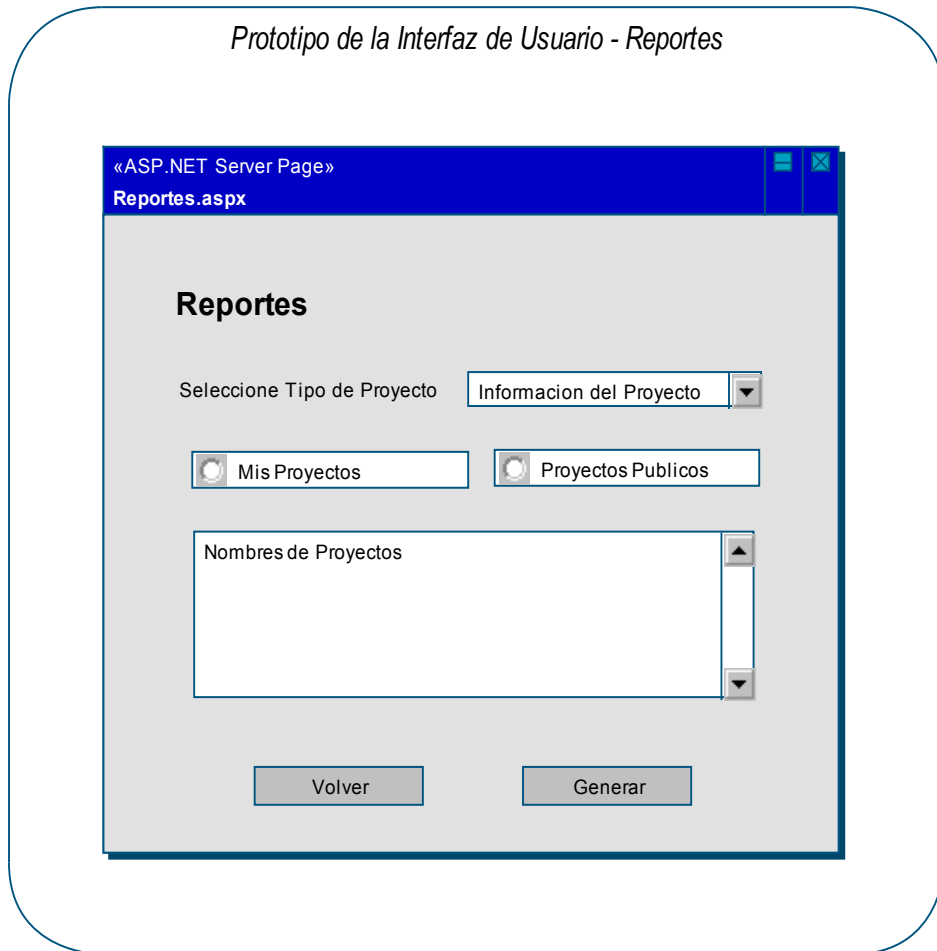 Prototipo de la Interfaz de Usuario - Reportes
«ASP.NET Server Page»
Reportes.aspx
Reportes
Seleccione Tipo de Proyecto
Informacion del Proyecto
Mis Proyectos
Proyectos Publicos
Nombres de Proyectos
Volver
Generar